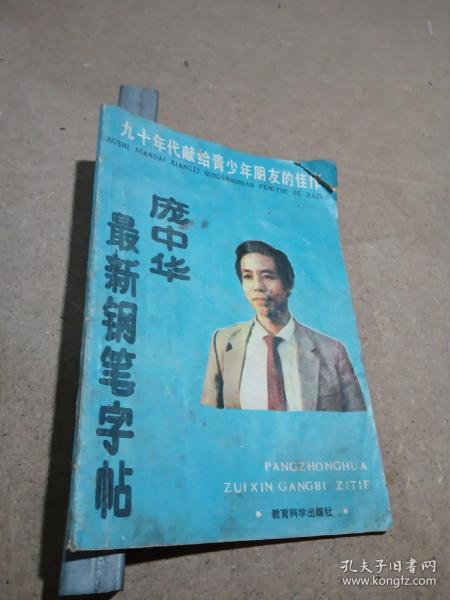 九十年代献给青少年朋友的佳作
JIUSHI NIANDAI XIANGEI QINGSHAONIAN PENGYOU DE JIAZUO
庞中华
最新钢笔字帖
PANGZHONGHUA
ZUIXIN GANGBI ZITIE
· 教育科学出版社 ·
孔夫子旧书网
www.kongfz.com